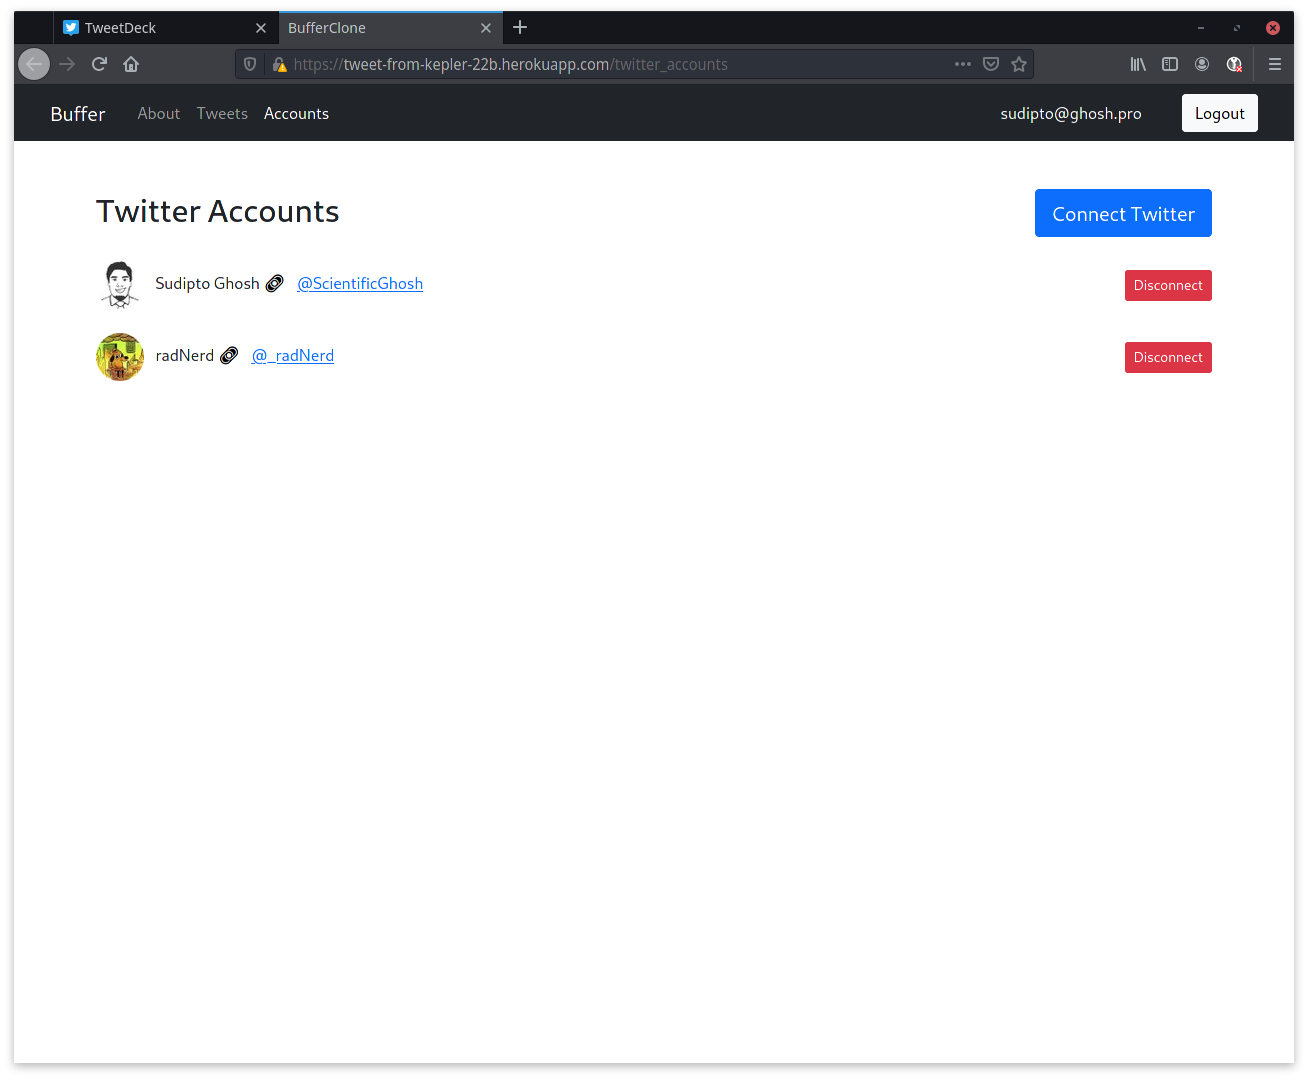 TweetDeck
BufferClone
https://tweet-from-kepler-22b.herokuapp.com/twitter_accounts
Buffer About Tweets Accounts sudipto@ghosh.pro Logout
Twitter Accounts Connect Twitter
Sudipto Ghosh @ScientificGhosh Disconnect
radNerd @_radNerd Disconnect